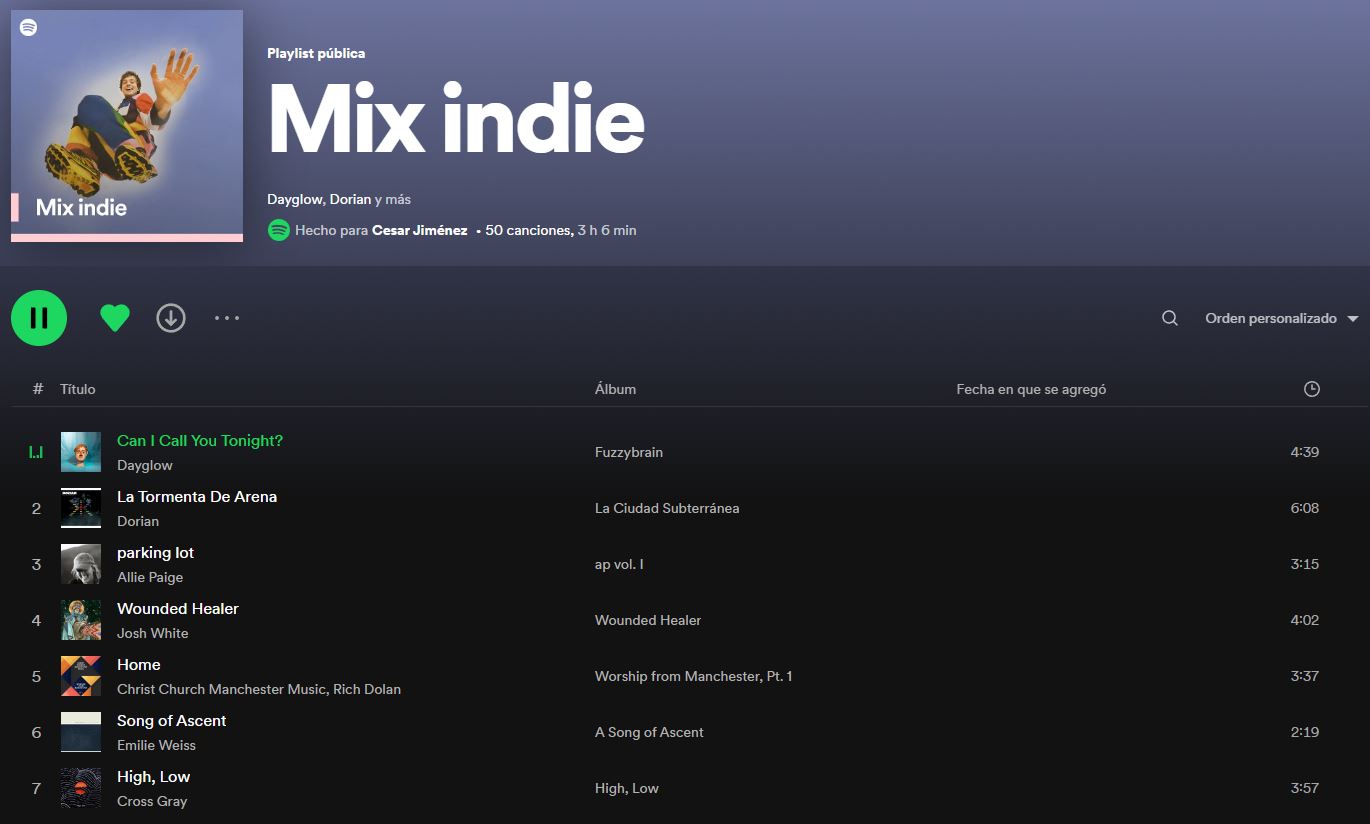 Playlist pública
Mix indie
Mix indie
Dayglow, Dorian y más
Hecho para Cesar Jiménez • 50 canciones, 3 h 6 min
Orden personalizado
# Título Álbum Fecha en que se agregó
Can I Call You Tonight?
Dayglow
Fuzzybrain
4:39
2
La Tormenta De Arena
Dorian
La Ciudad Subterránea
6:08
3
parking lot
Allie Paige
ap vol. I
3:15
4
Wounded Healer
Josh White
Wounded Healer
4:02
5
Home
Christ Church Manchester Music, Rich Dolan
Worship from Manchester, Pt. 1
3:37
6
Song of Ascent
Emilie Weiss
A Song of Ascent
2:19
7
High, Low
Cross Gray
High, Low
3:57